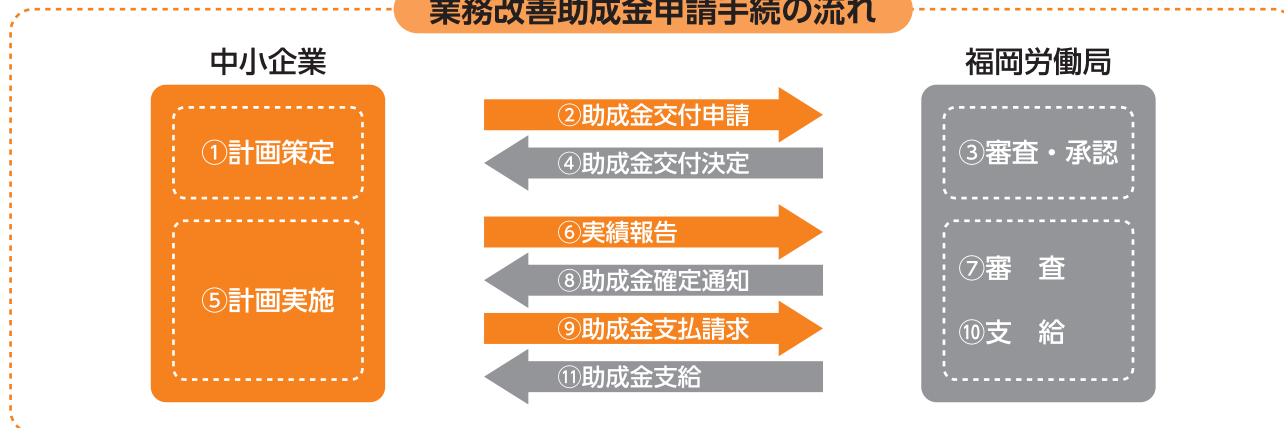 業務改善助成金申請手続の流れ
中小企業
福岡労働局
①計画策定
②助成金交付申請
③審査・承認
④助成金交付決定
⑤計画実施
⑥実績報告
⑦審　査
⑧助成金確定通知
⑨助成金支払請求
⑩支　給
⑪助成金支給